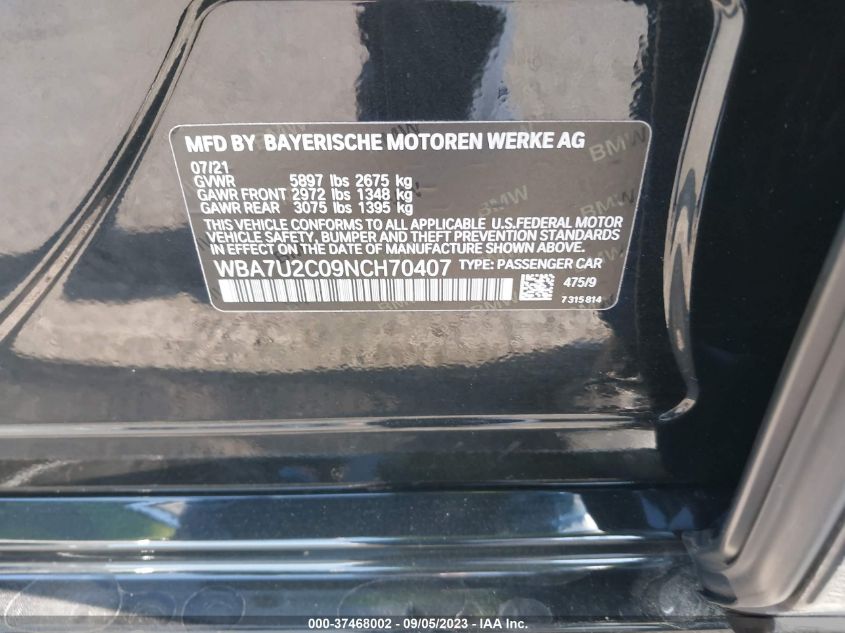 MFD BY BAYERISCHE MOTOREN WERKE AG
07/21
GVWR 5897 lbs 2675 kg
GAWR FRONT 2972 lbs 1348 kg
GAWR REAR 3075 lbs 1395 kg
THIS VEHICLE CONFORMS TO ALL APPLICABLE U.S.FEDERAL MOTOR
VEHICLE SAFETY, BUMPER AND THEFT PREVENTION STANDARDS
IN EFFECT ON THE DATE OF MANUFACTURE SHOWN ABOVE.
WBA7U2C09NCH70407 TYPE: PASSENGER CAR
475/9
7 315 814
BMW
BMW
BMW
000-37468002 - 09/05/2023 - IAA Inc.